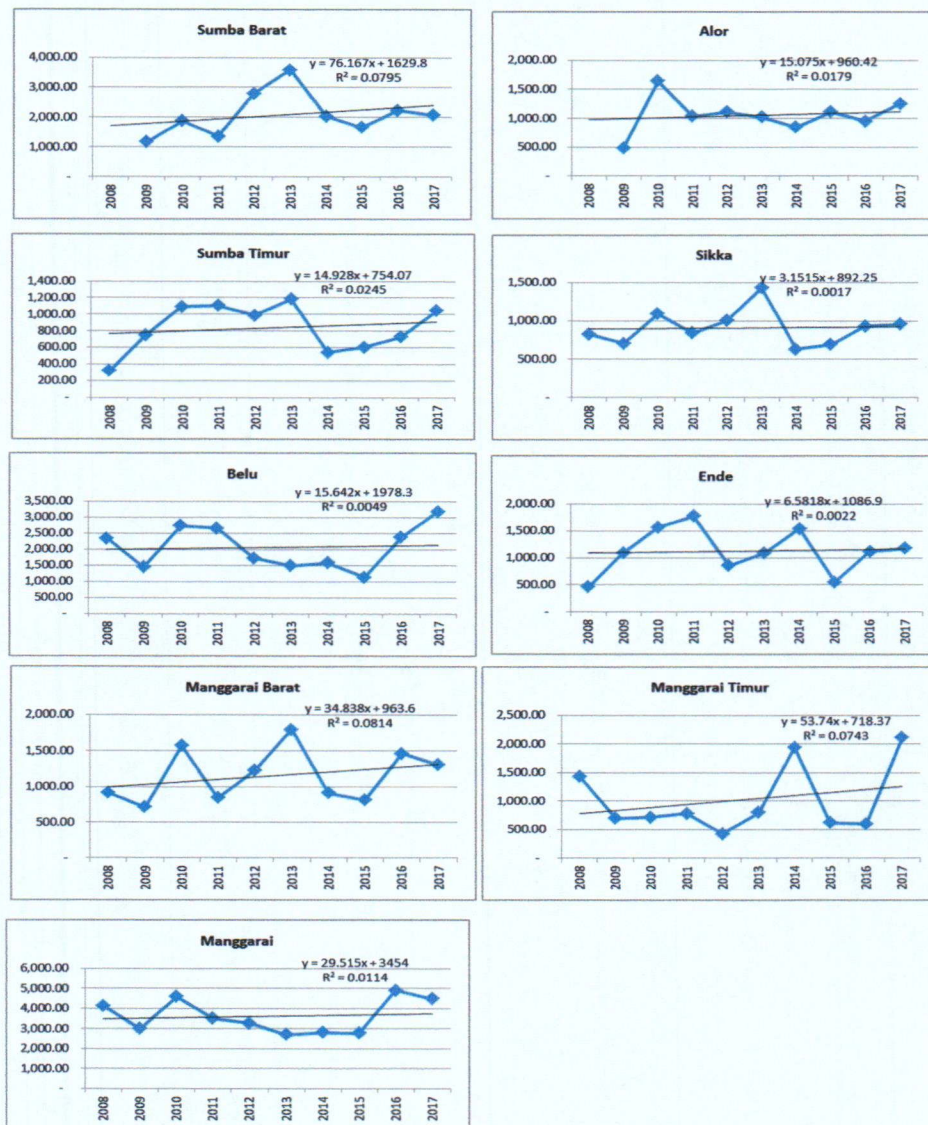 Sumba Barat
y = 76.167x + 1629.8
R² = 0.0795
4,000.00
3,000.00
2,000.00
1,000.00
-
2008 2009 2010 2011 2012 2013 2014 2015 2016 2017
Alor
y = 15.075x + 960.42
R² = 0.0179
2,000.00
1,500.00
1,000.00
500.00
-
2008 2009 2010 2011 2012 2013 2014 2015 2016 2017
Sumba Timur
y = 14.928x + 754.07
R² = 0.0245
1,400.00
1,200.00
1,000.00
800.00
600.00
400.00
200.00
-
2008 2009 2010 2011 2012 2013 2014 2015 2016 2017
Sikka
y = 3.1515x + 892.25
R² = 0.0017
1,500.00
1,000.00
500.00
-
2008 2009 2010 2011 2012 2013 2014 2015 2016 2017
Belu
y = 15.642x + 1978.3
R² = 0.0049
3,500.00
3,000.00
2,500.00
2,000.00
1,500.00
1,000.00
500.00
-
2008 2009 2010 2011 2012 2013 2014 2015 2016 2017
Ende
y = 6.5818x + 1086.9
R² = 0.0022
2,000.00
1,500.00
1,000.00
500.00
-
2008 2009 2010 2011 2012 2013 2014 2015 2016 2017
Manggarai Barat
y = 34.838x + 963.6
R² = 0.0814
2,000.00
1,500.00
1,000.00
500.00
-
2008 2009 2010 2011 2012 2013 2014 2015 2016 2017
Manggarai Timur
y = 53.74x + 718.37
R² = 0.0743
2,500.00
2,000.00
1,500.00
1,000.00
500.00
-
2008 2009 2010 2011 2012 2013 2014 2015 2016 2017
Manggarai
y = 29.515x + 3454
R² = 0.0114
6,000.00
5,000.00
4,000.00
3,000.00
2,000.00
1,000.00
-
2008 2009 2010 2011 2012 2013 2014 2015 2016 2017